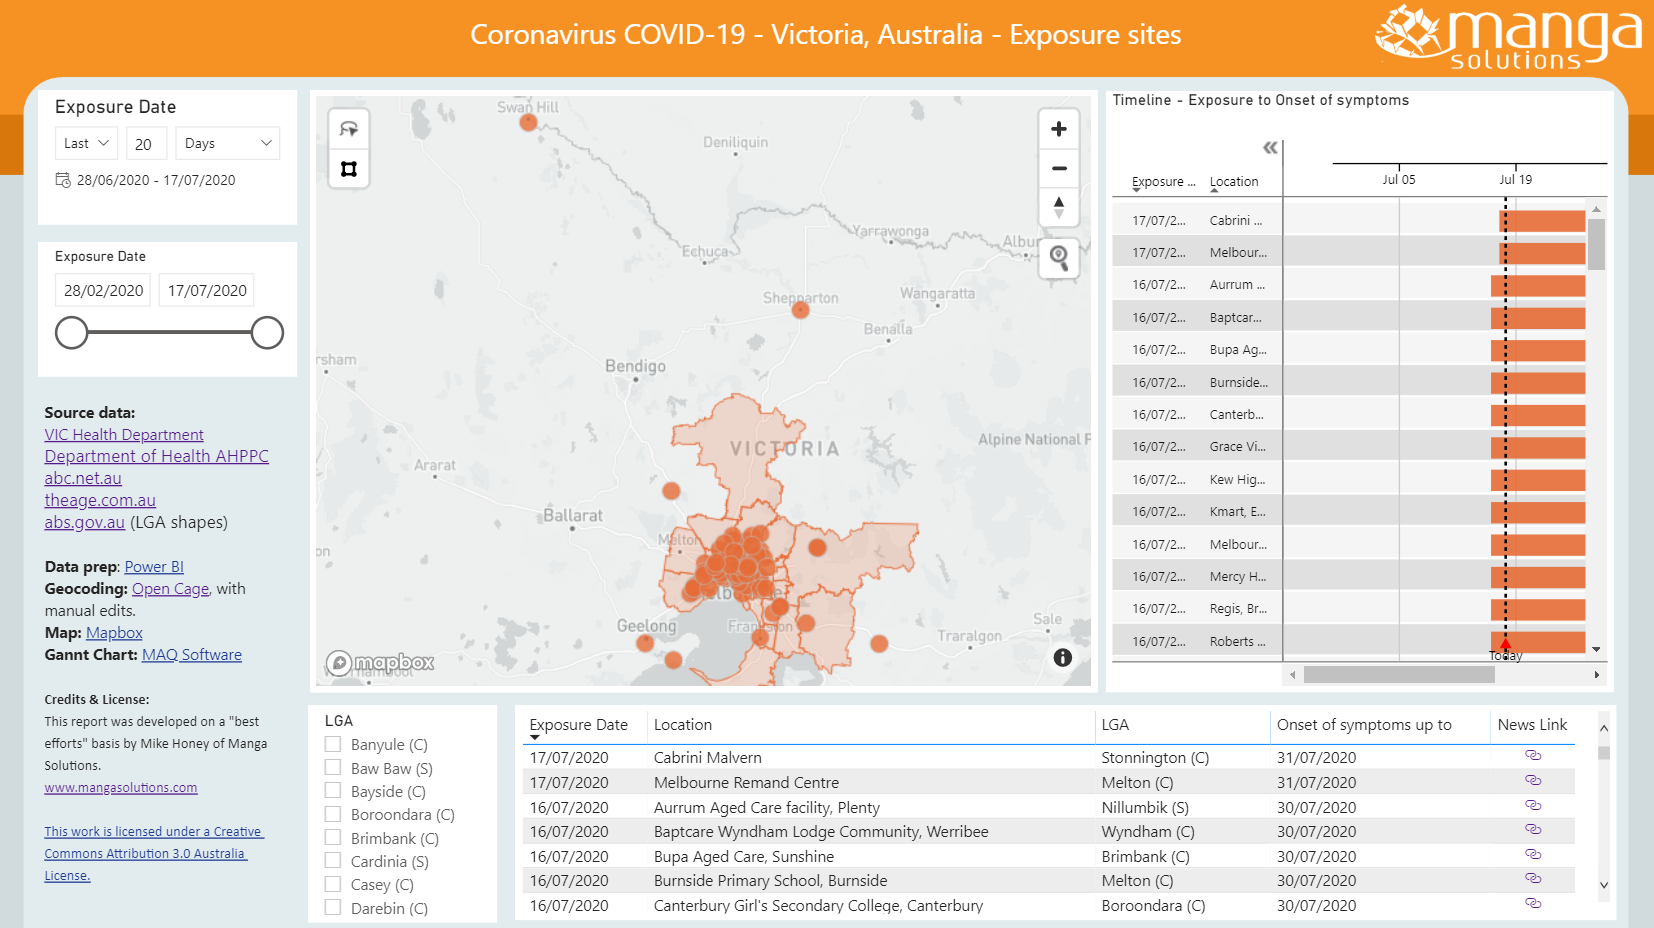 Coronavirus COVID-19 - Victoria, Australia - Exposure sites
manga
solutions
Exposure Date
Last
20
Days
28/06/2020 - 17/07/2020
Exposure Date
28/02/2020
17/07/2020
Source data:
VIC Health Department
Department of Health AHPPC
abc.net.au
theage.com.au
abs.gov.au (LGA shapes)
Data prep: Power BI
Geocoding: Open Cage, with
manual edits.
Map: Mapbox
Gannt Chart: MAQ Software
Credits & License:
This report was developed on a "best
efforts" basis by Mike Honey of Manga
Solutions.
www.mangasolutions.com
This work is licensed under a Creative
Commons Attribution 3.0 Australia
License.
Swan Hill
Deniliquin
Yarrawonga
Albur
Echuca
Shepparton
Wangaratta
Benalla
rsham
Bendigo
VICTORIA
Alpine National P
Ararat
Ballarat
Melton
on
Geelong
Sale
Traralgon
mapbox
Timeline - Exposure to Onset of symptoms
Jul 05
Jul 19
Exposure ...
Location
17/07/2... Cabrini ...
17/07/2... Melbour...
16/07/2... Aurrum ...
16/07/2... Baptcar...
16/07/2... Bupa Ag...
16/07/2... Burnside...
16/07/2... Canterb...
16/07/2... Grace Vi...
16/07/2... Kew Hig...
16/07/2... Kmart, E...
16/07/2... Melbour...
16/07/2... Mercy H...
16/07/2... Regis, Br...
16/07/2... Roberts ...
Today
LGA
Banyule (C)
Baw Baw (S)
Bayside (C)
Boroondara (C)
Brimbank (C)
Cardinia (S)
Casey (C)
Darebin (C)
Exposure Date Location LGA Onset of symptoms up to News Link
17/07/2020 Cabrini Malvern Stonnington (C) 31/07/2020
17/07/2020 Melbourne Remand Centre Melton (C) 31/07/2020
16/07/2020 Aurrum Aged Care facility, Plenty Nillumbik (S) 30/07/2020
16/07/2020 Baptcare Wyndham Lodge Community, Werribee Wyndham (C) 30/07/2020
16/07/2020 Bupa Aged Care, Sunshine Brimbank (C) 30/07/2020
16/07/2020 Burnside Primary School, Burnside Melton (C) 30/07/2020
16/07/2020 Canterbury Girl's Secondary College, Canterbury Boroondara (C) 30/07/2020